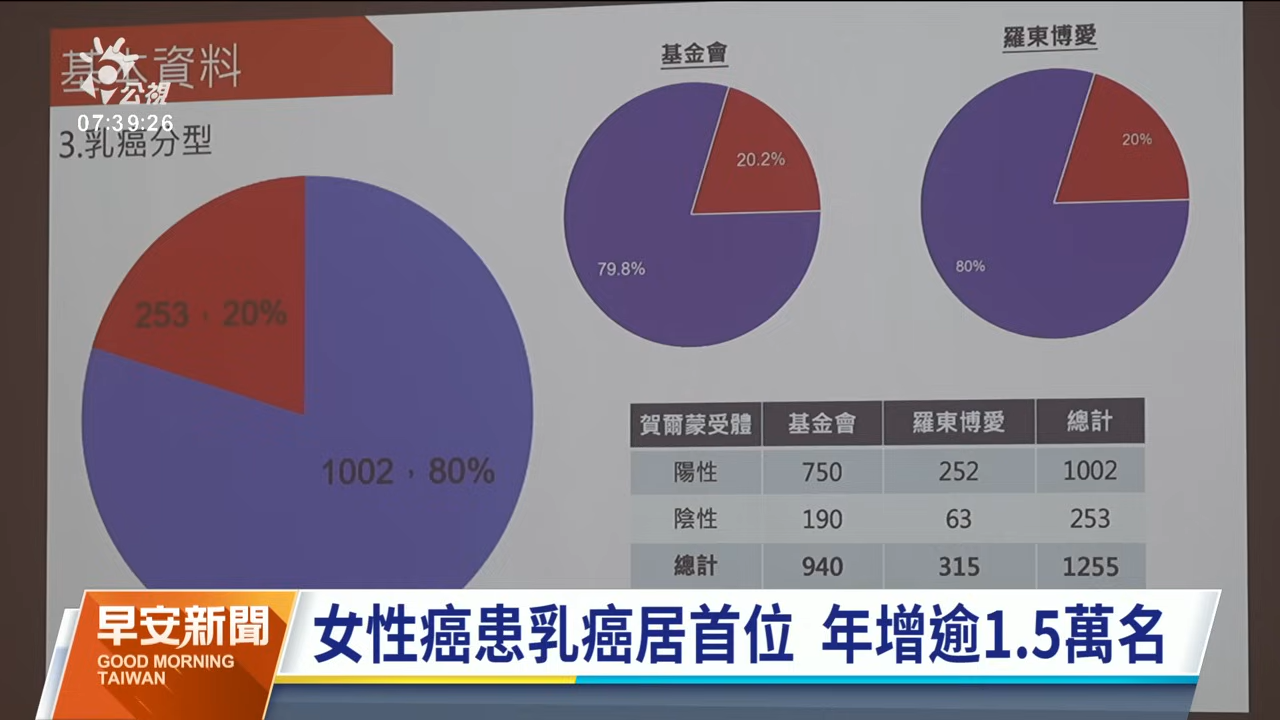 基本資料
公視
07:39:26
3.乳癌分型
253，20%
1002，80%
基金會
20.2%
79.8%
羅東博愛
20%
80%
賀爾蒙受體 基金會 羅東博愛 總計
陽性 750 252 1002
陰性 190 63 253
總計 940 315 1255
早安新聞
GOOD MORNING
TAIWAN
女性癌患乳癌居首位 年增逾1.5萬名